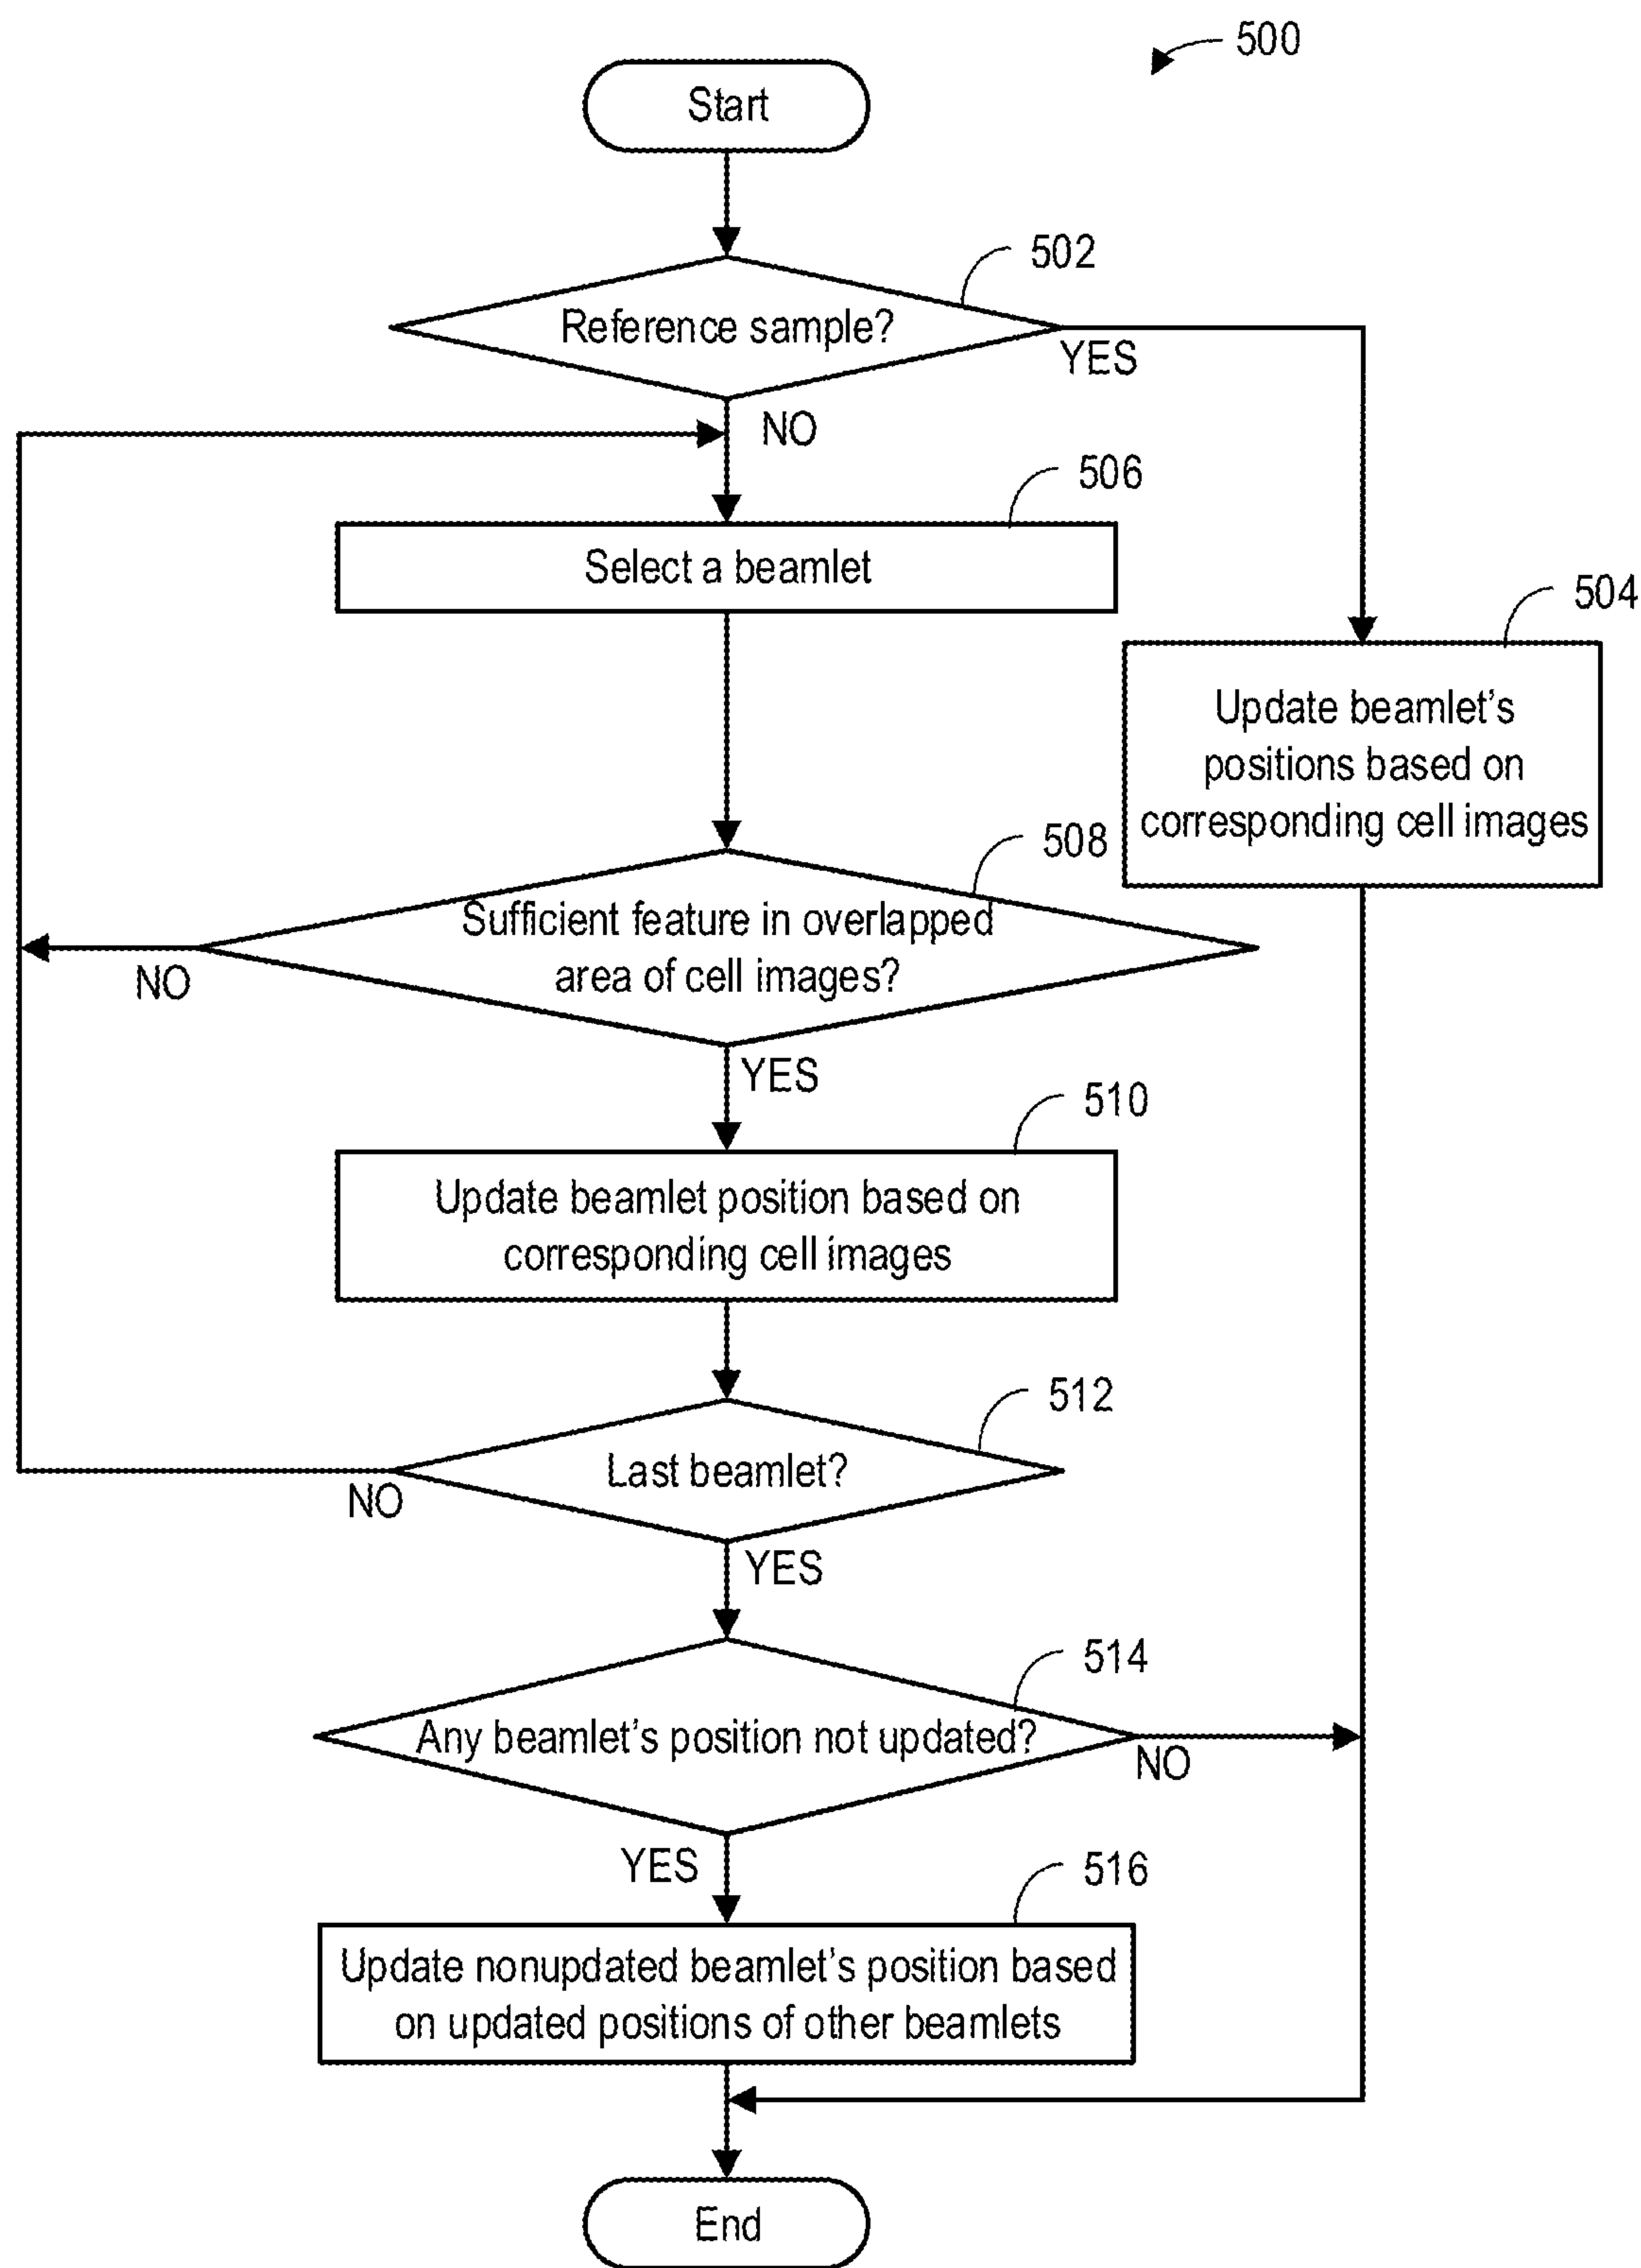 500
Start
502
Reference sample?
YES
NO
506
Select a beamlet
504
Update beamlet's
positions based on
corresponding cell images
508
Sufficient feature in overlapped
area of cell images?
NO
YES
510
Update beamlet position based on
corresponding cell images
512
Last beamlet?
NO
YES
514
Any beamlet's position not updated?
NO
YES
516
Update nonupdated beamlet's position based
on updated positions of other beamlets
End